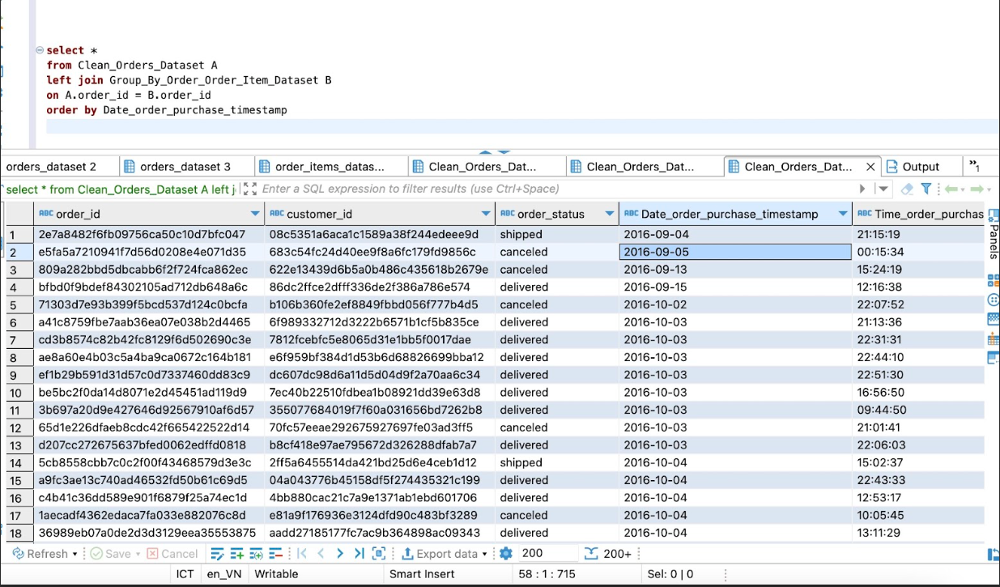 select *
from Clean_Orders_Dataset A
left join Group_By_Order_Order_Item_Dataset B
on A.order_id = B.order_id
order by Date_order_purchase_timestamp
orders_dataset 2 orders_dataset 3 order_items_datas... Clean_Orders_Dat... Clean_Orders_Dat... Clean_Orders_Dat... Output »1
select * from Clean_Orders_Dataset A left j Enter a SQL expression to filter results (use Ctrl+Space)
ABC order_id ABC customer_id ABC order_status ABC Date_order_purchase_timestamp ABC Time_order_purchas
1 2e7a8482f6fb09756ca50c10d7bfc047 08c5351a6aca1c1589a38f244edeee9d shipped 2016-09-04 21:15:19
2 e5fa5a7210941f7d56d0208e4e071d35 683c54fc24d40ee9f8a6fc179fd9856c canceled 2016-09-05 00:15:34
3 809a282bbd5dbcabb6f2f724fca862ec 622e13439d6b5a0b486c435618b2679e canceled 2016-09-13 15:24:19
4 bfbd0f9bdef84302105ad712db648a6c 86dc2ffce2dfff336de2f386a786e574 delivered 2016-09-15 12:16:38
5 71303d7e93b399f5bcd537d124c0bcfa b106b360fe2ef8849fbbd056f777b4d5 canceled 2016-10-02 22:07:52
6 a41c8759fbe7aab36ea07e038b2d4465 6f989332712d3222b6571b1cf5b835ce delivered 2016-10-03 21:13:36
7 cd3b8574c82b42fc8129f6d502690c3e 7812fcebfc5e8065d31e1bb5f0017dae delivered 2016-10-03 22:31:31
8 ae8a60e4b03c5a4ba9ca0672c164b181 e6f959bf384d1d53b6d68826699bba12 delivered 2016-10-03 22:44:10
9 ef1b29b591d31d57c0d7337460dd83c9 dc607dc98d6a11d5d04d9f2a70aa6c34 delivered 2016-10-03 22:51:30
10 be5bc2f0da14d8071e2d45451ad119d9 7ec40b22510fdbea1b08921dd39e63d8 delivered 2016-10-03 16:56:50
11 3b697a20d9e427646d92567910af6d57 355077684019f7f60a031656bd7262b8 delivered 2016-10-03 09:44:50
12 65d1e226dfaeb8cdc42f665422522d14 70fc57eeae292675927697fe03ad3ff5 canceled 2016-10-03 21:01:41
13 d207cc272675637bfed0062edffd0818 b8cf418e97ae795672d326288dfab7a7 delivered 2016-10-03 22:06:03
14 5cb8558cbb7c0c2f00f43468579d3e3c 2ff5a6455514da421bd25d6e4ceb1d12 shipped 2016-10-04 15:02:37
15 a9fc3ae13c740ad46532fd50b61c69d5 04a043776b45158df5f274435321c199 delivered 2016-10-04 22:43:33
16 c4b41c36dd589e901f6879f25a74ec1d 4bb880cac21c7a9e1371ab1ebd601706 delivered 2016-10-04 12:53:17
17 1aecadf4362edaca7fa033e882076c8d e81a9f176936e3124dfd90c483bf3289 canceled 2016-10-04 10:05:45
18 36989eb07a0de2d3d3129eea35553875 aadd27185177fc7ac9b364898ac09343 delivered 2016-10-04 13:11:29
Panels
Refresh Save Cancel Export data 200 200+
ICT en_VN Writable Smart Insert 58 : 1 : 715 Sel: 0 | 0